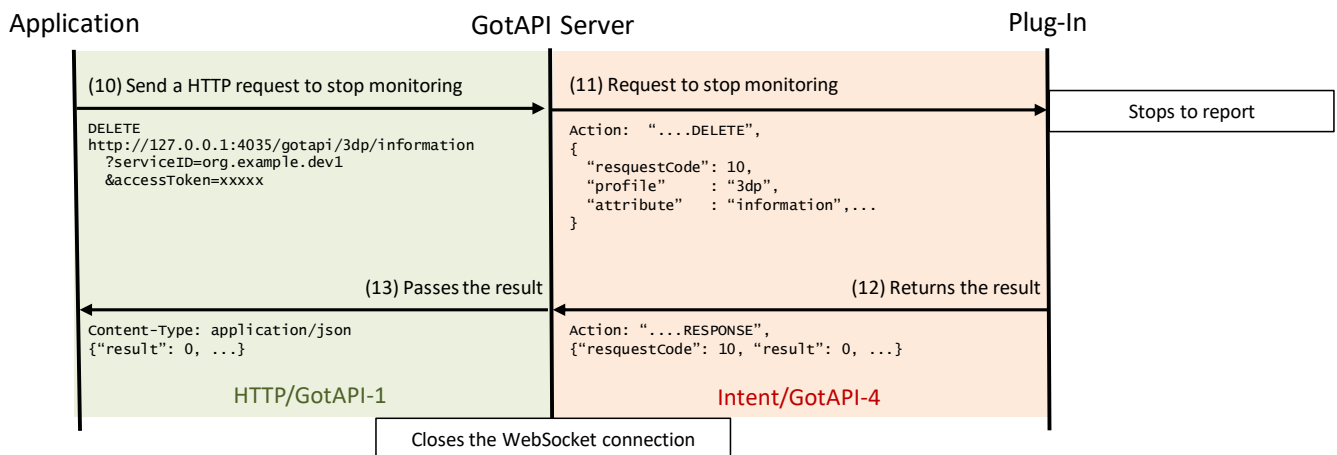 Application
GotAPI Server
Plug-In
(10) Send a HTTP request to stop monitoring
(11) Request to stop monitoring
Stops to report
DELETE
http://127.0.0.1:4035/gotapi/3dp/information
?serviceID=org.example.dev1
&accessToken=xxxxx
Action: “....DELETE”,
{
“resquestCode”: 10,
“profile” : “3dp”,
“attribute” : “information”,...
}
(13) Passes the result
(12) Returns the result
Content-Type: application/json
{“result”: 0, ...}
Action: “....RESPONSE”,
{“resquestCode”: 10, “result”: 0, ...}
HTTP/GotAPI-1
Intent/GotAPI-4
Closes the WebSocket connection